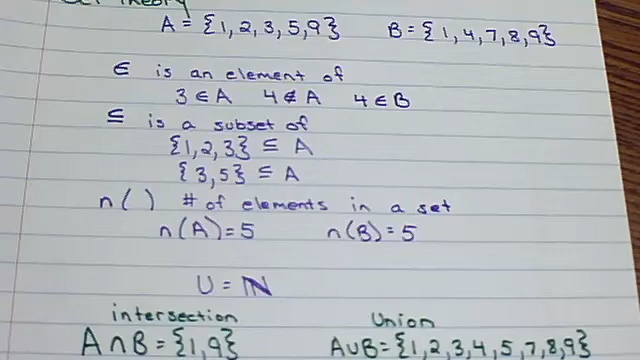 Set Theory
A = {1, 2, 3, 5, 9} B = {1, 4, 7, 8, 9}
∈ is an element of
3 ∈ A 4 ∉ A 4 ∈ B
⊆ is a subset of
{1, 2, 3} ⊆ A
{3, 5} ⊆ A
n( ) # of elements in a set
n(A) = 5 n(B) = 5
U = ℕ
intersection Union
A∩B = {1, 9} A∪B = {1, 2, 3, 4, 5, 7, 8, 9}